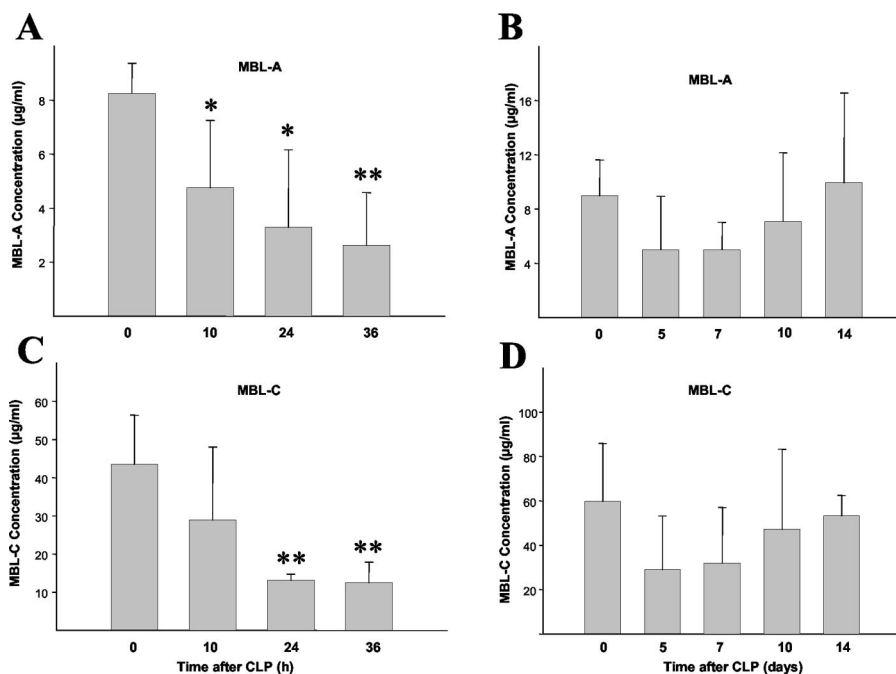 A
MBL-A
MBL-A Concentration (µg/ml)
8
6
4
2
*
*
**
0 10 24 36
B
MBL-A
MBL-A Concentration (µg/ml)
16
12
8
4
0 5 7 10 14
C
MBL-C
MBL-C Concentration (µg/ml)
60
50
40
30
20
10
**
**
0 10 24 36
Time after CLP (h)
D
MBL-C
MBL-C Concentration (µg/ml)
100
80
60
40
20
0 5 7 10 14
Time after CLP (days)